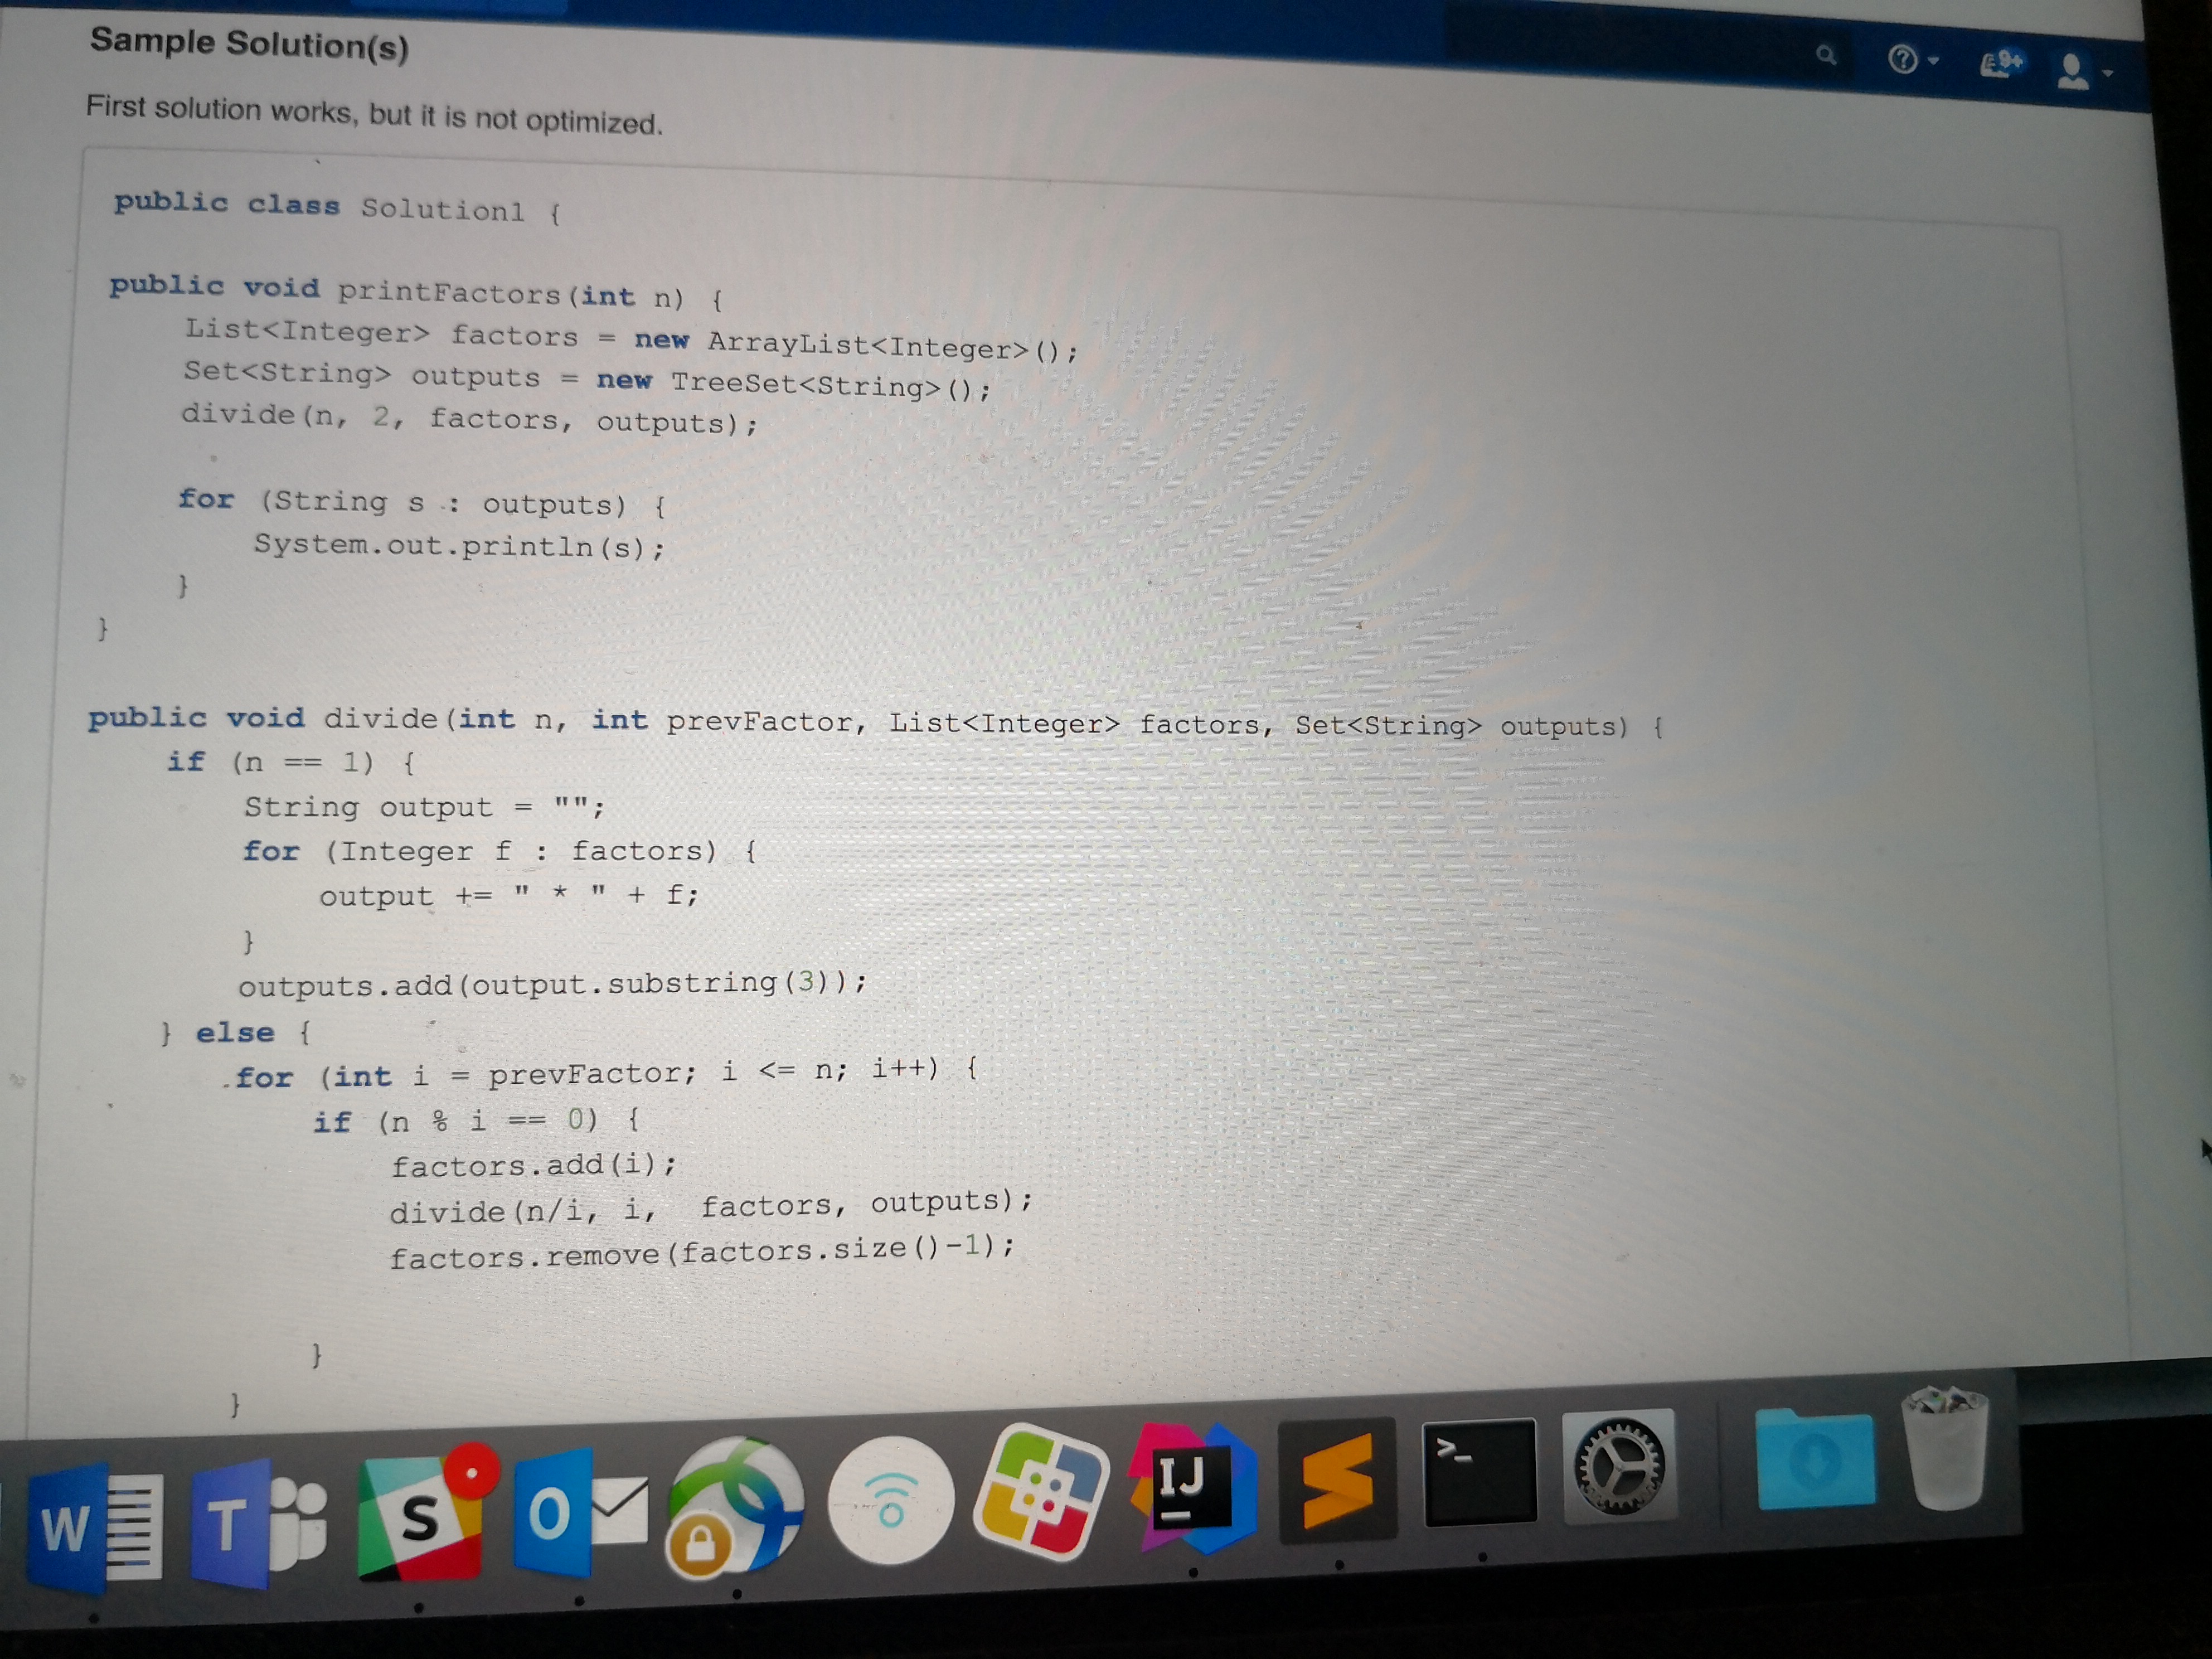 Sample Solution(s)
9+
First solution works, but it is not optimized.
public class Solution1 {
public void printFactors(int n) {
List<Integer> factors = new ArrayList<Integer>();
Set<String> outputs = new TreeSet<String>();
divide(n, 2, factors, outputs);
for (String s : outputs) {
System.out.println(s);
}
}
public void divide(int n, int prevFactor, List<Integer> factors, Set<String> outputs) {
if (n == 1) {
String output = "";
for (Integer f : factors) {
output += " * " + f;
}
outputs.add(output.substring(3));
} else {
for (int i = prevFactor; i <= n; i++) {
if (n % i == 0) {
factors.add(i);
divide(n/i, i,  factors, outputs);
factors.remove(factors.size()-1);
}
}
W T S O IJ >_